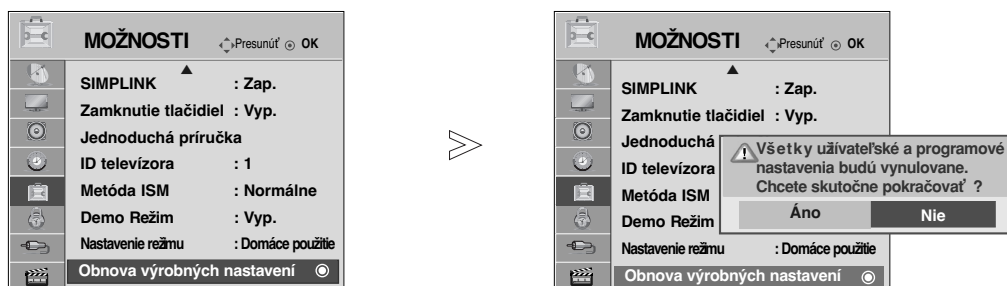 MOŽNOSTI Presunúť OK
SIMPLINK : Zap.
Zamknutie tlačidiel : Vyp.
Jednoduchá príručka
ID televízora : 1
Metóda ISM : Normálne
Demo Režim : Vyp.
Nastavenie režimu : Domáce použitie
Obnova výrobných nastavení
MOŽNOSTI Presunúť OK
SIMPLINK : Zap.
Zamknutie tlačidiel : Vyp.
Jednoduchá
ID televízora
Metóda ISM
Demo Režim
Nastavenie režimu : Domáce použitie
Obnova výrobných nastavení
Všetky užívateľské a programové
nastavenia budú vynulovane.
Chcete skutočne pokračovať ?
Áno Nie